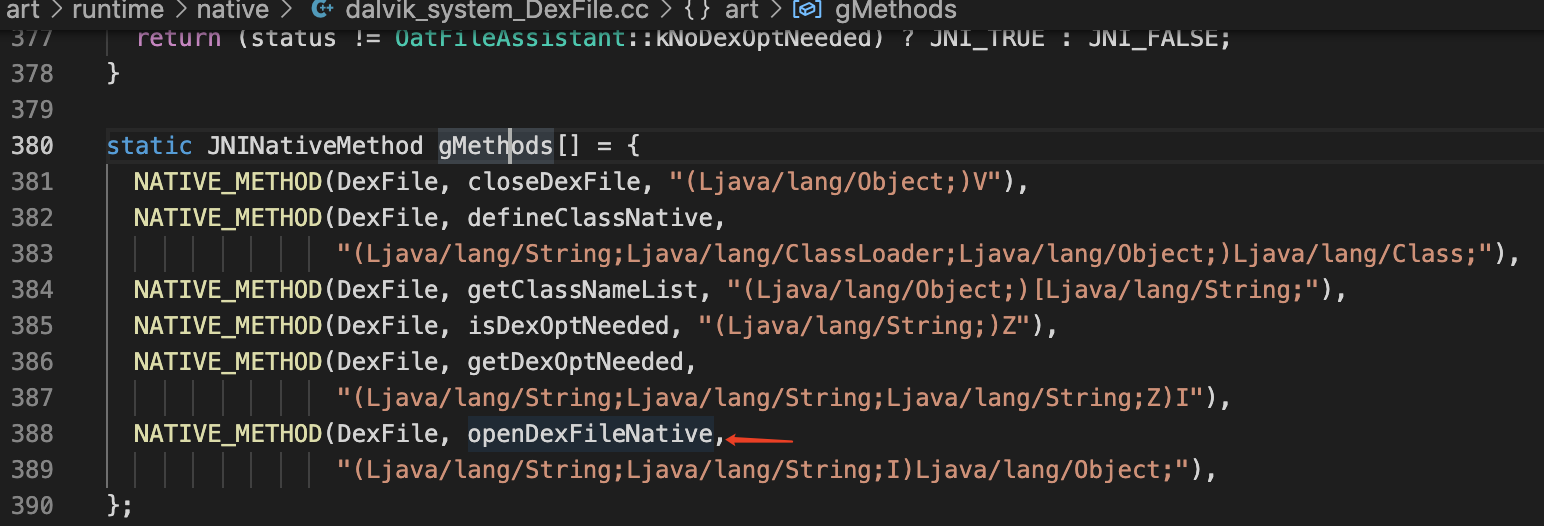 art > runtime > native > dalvik_system_DexFile.cc > {} art > gMethods
377 return (status != OatFileAssistant::kNoDexOptNeeded) ? JNI_TRUE : JNI_FALSE;
378 }
379
380 static JNINativeMethod gMethods[] = {
381 NATIVE_METHOD(DexFile, closeDexFile, "(Ljava/lang/Object;)V"),
382 NATIVE_METHOD(DexFile, defineClassNative,
383 "(Ljava/lang/String;Ljava/lang/ClassLoader;Ljava/lang/Object;)Ljava/lang/Class;"),
384 NATIVE_METHOD(DexFile, getClassNameList, "(Ljava/lang/Object;)[Ljava/lang/String;"),
385 NATIVE_METHOD(DexFile, isDexOptNeeded, "(Ljava/lang/String;)Z"),
386 NATIVE_METHOD(DexFile, getDexOptNeeded,
387 "(Ljava/lang/String;Ljava/lang/String;Ljava/lang/String;Z)I"),
388 NATIVE_METHOD(DexFile, openDexFileNative,
389 "(Ljava/lang/String;Ljava/lang/String;I)Ljava/lang/Object;"),
390 };